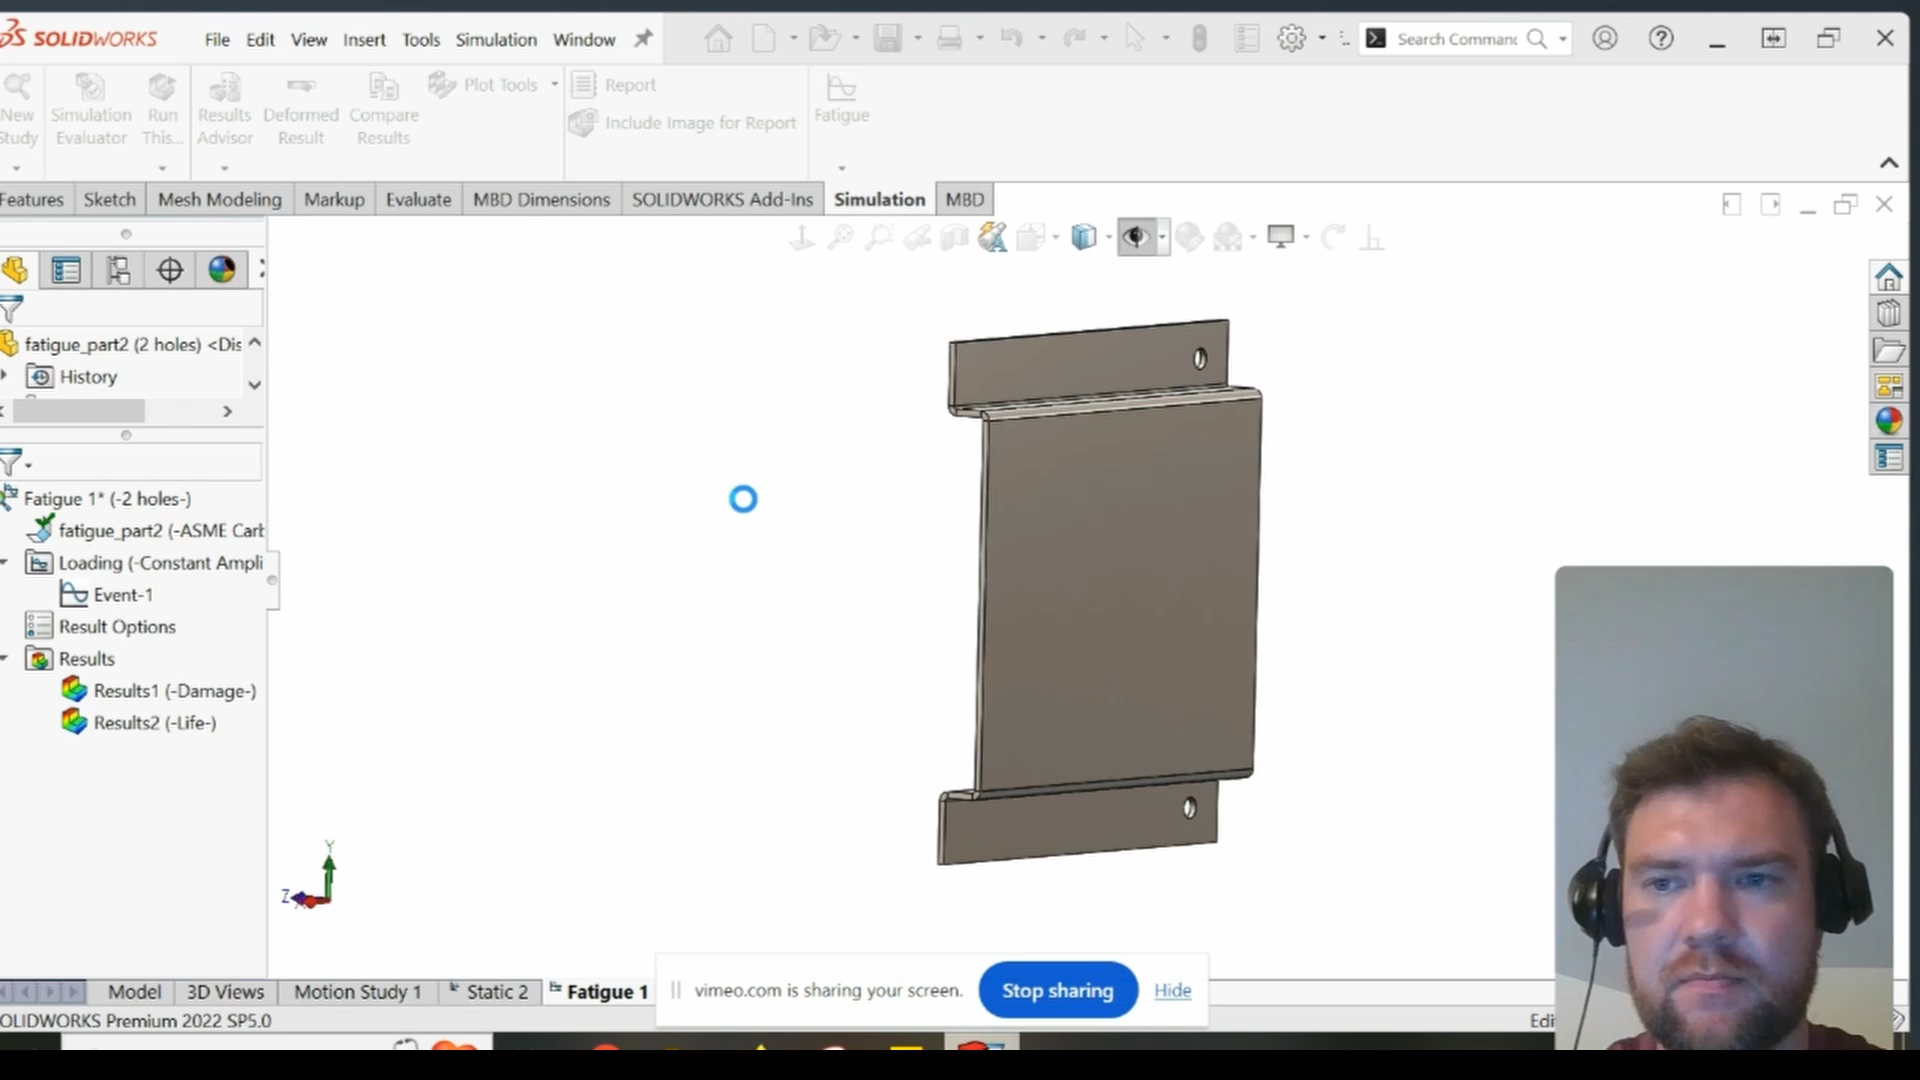 SOLIDWORKS File Edit View Insert Tools Simulation Window Search Command
New Study
Simulation Evaluator
Run This...
Results Advisor
Deformed Result
Compare Results
Plot Tools
Report
Include Image for Report
Fatigue
Features Sketch Mesh Modeling Markup Evaluate MBD Dimensions SOLIDWORKS Add-Ins Simulation MBD
fatigue_part2 (2 holes) <Dis
History
Fatigue 1* (-2 holes-)
fatigue_part2 (-ASME Cart
Loading (-Constant Ampli
Event-1
Result Options
Results
Results1 (-Damage-)
Results2 (-Life-)
Y
Z
vimeo.com is sharing your screen. Stop sharing Hide
Model 3D Views Motion Study 1 Static 2 Fatigue 1
OLIDWORKS Premium 2022 SP5.0
Edi